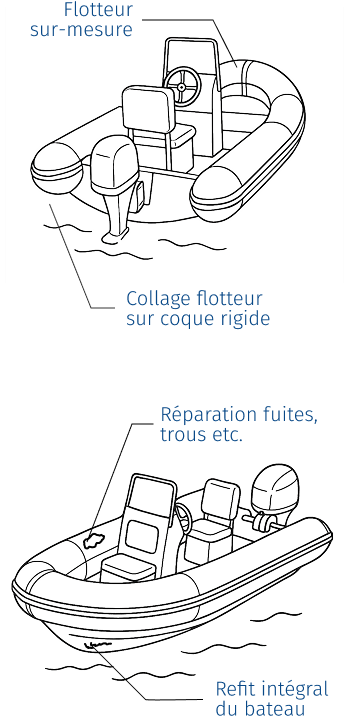 Flotteur
sur-mesure
Collage flotteur
sur coque rigide
Réparation fuites,
trous etc.
Refit intégral
du bateau